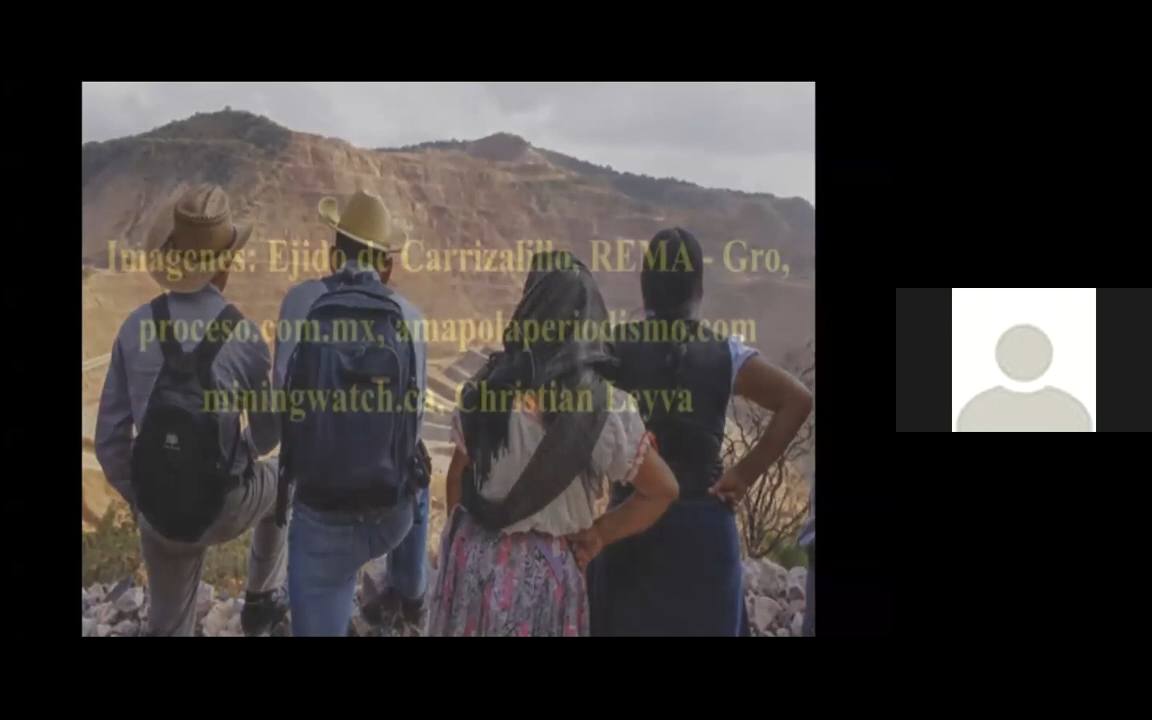 Imagenes: Ejido de Carrizalillo, REMA - Gro,
proceso.com.mx, amapolaperiodismo.com
miningwatch.ca, Christian Leyva